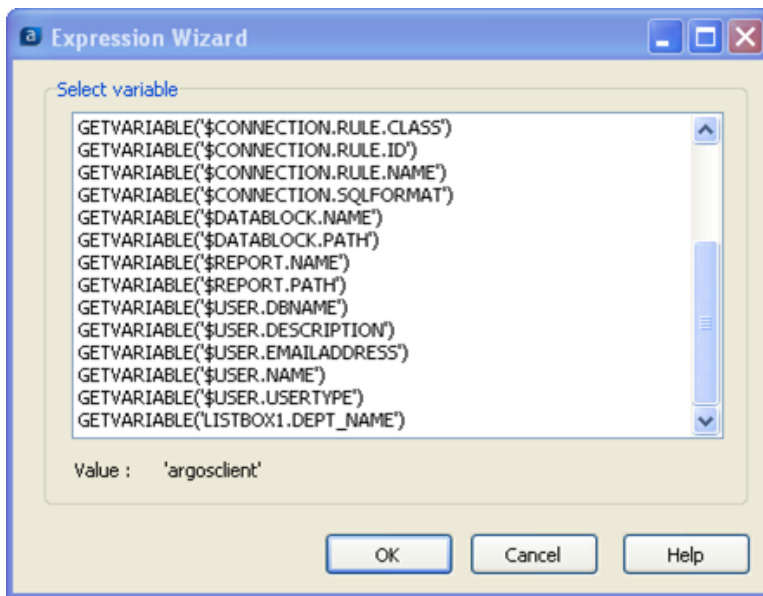 a Expression Wizard
Select variable
GETVARIABLE('$CONNECTION.RULE.CLASS')
GETVARIABLE('$CONNECTION.RULE.ID')
GETVARIABLE('$CONNECTION.RULE.NAME')
GETVARIABLE('$CONNECTION.SQLFORMAT')
GETVARIABLE('$DATABLOCK.NAME')
GETVARIABLE('$DATABLOCK.PATH')
GETVARIABLE('$REPORT.NAME')
GETVARIABLE('$REPORT.PATH')
GETVARIABLE('$USER.DBNAME')
GETVARIABLE('$USER.DESCRIPTION')
GETVARIABLE('$USER.EMAILADDRESS')
GETVARIABLE('$USER.NAME')
GETVARIABLE('$USER.USERTYPE')
GETVARIABLE('LISTBOX1.DEPT_NAME')
Value : 'argosclient'
OK Cancel Help